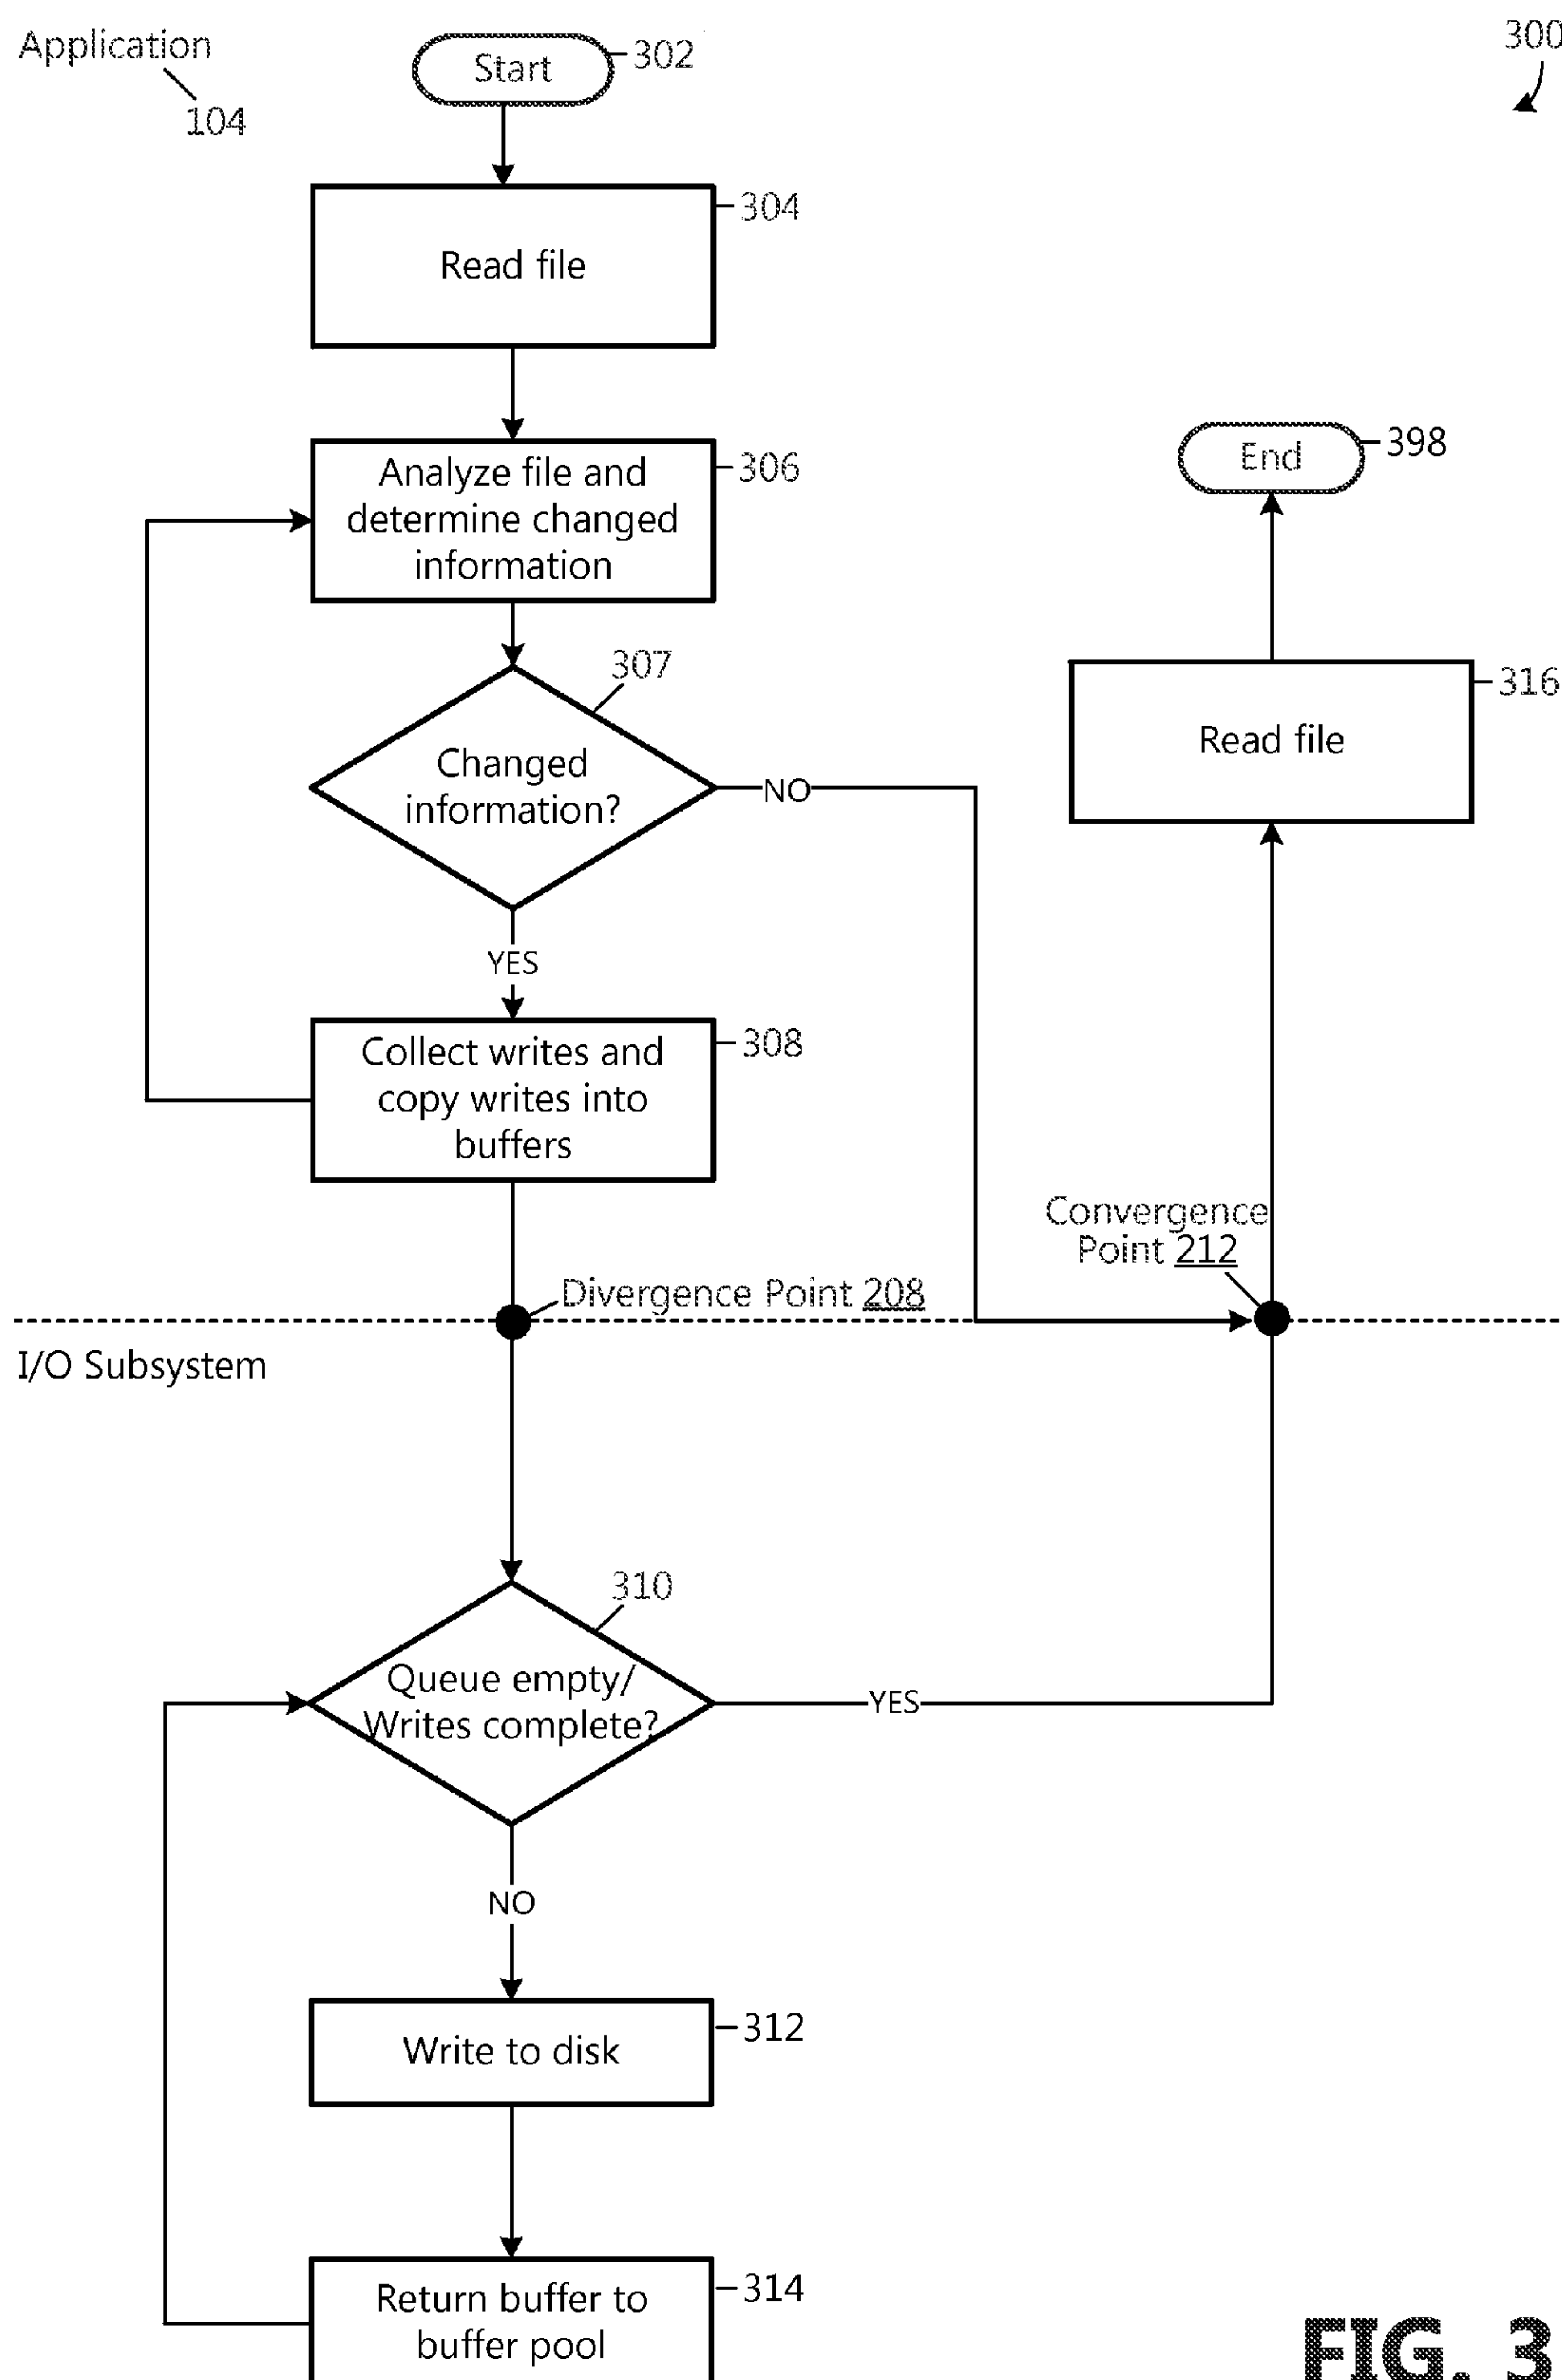 Application
104
Start
302
300
Read file
304
Analyze file and
determine changed
information
306
End
398
307
Changed
information?
NO
Read file
316
YES
Collect writes and
copy writes into
buffers
308
Convergence
Point 212
Divergence Point 208
I/O Subsystem
310
Queue empty/
Writes complete?
YES
NO
Write to disk
312
Return buffer to
buffer pool
314
FIG. 3